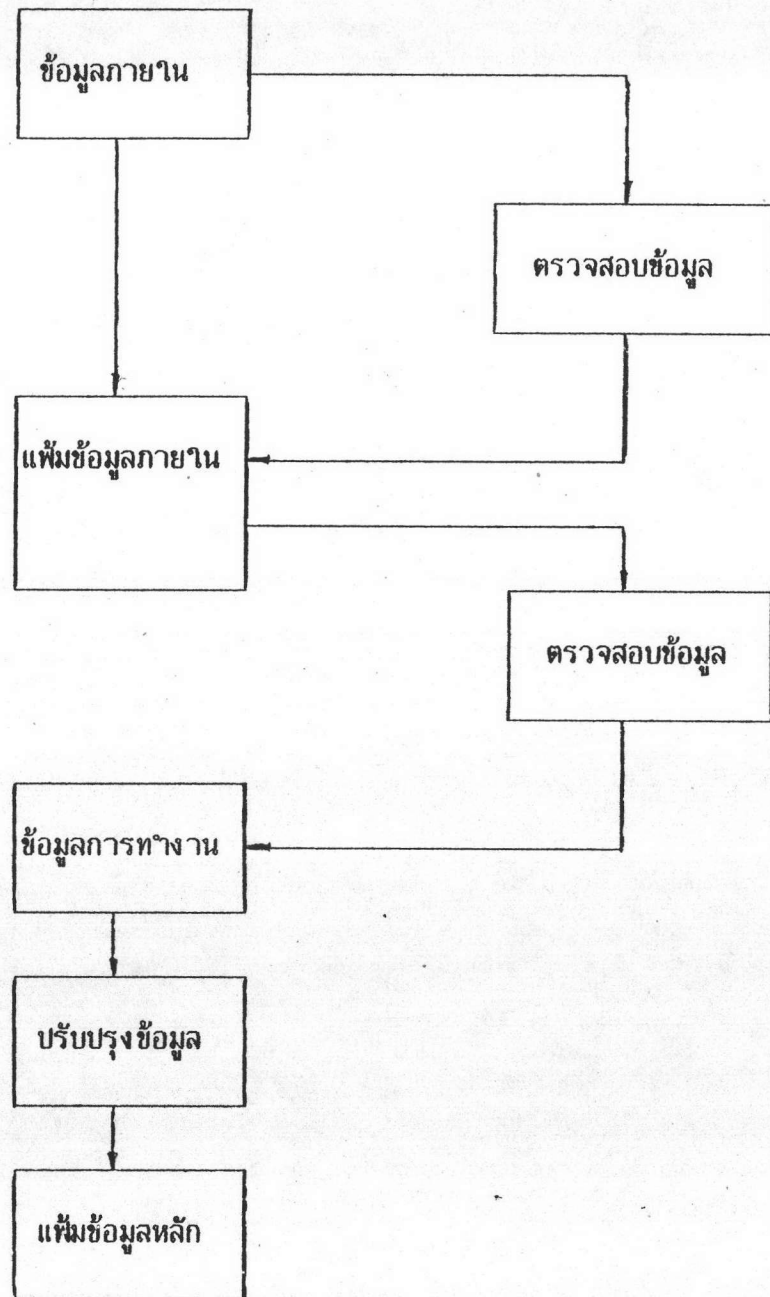 ข้อมูลภายใน
ตรวจสอบข้อมูล
แฟ้มข้อมูลภายใน
ตรวจสอบข้อมูล
ข้อมูลการทำงาน
ปรับปรุงข้อมูล
แฟ้มข้อมูลหลัก